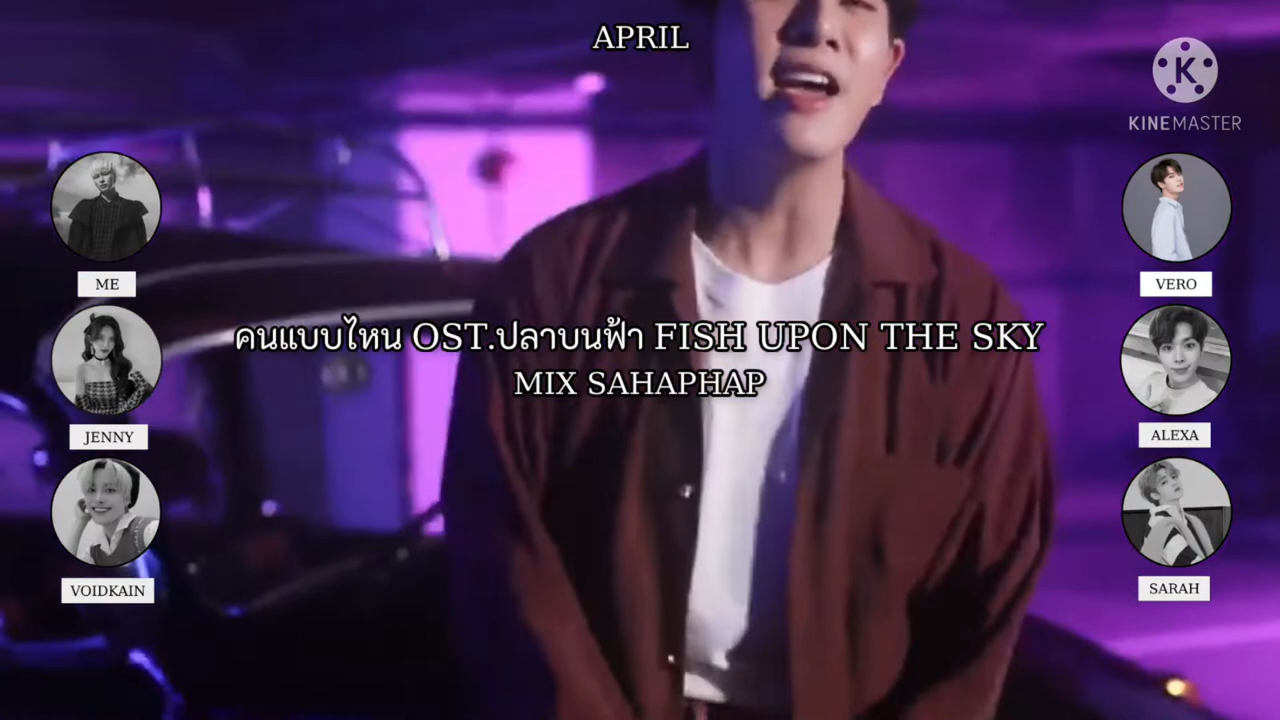 APRIL
K
KINEMASTER
ME
VERO
คนแบบไหน OST.ปลาบนฟ้า FISH UPON THE SKY
MIX SAHAPHAP
JENNY
ALEXA
VOIDKAIN
SARAH